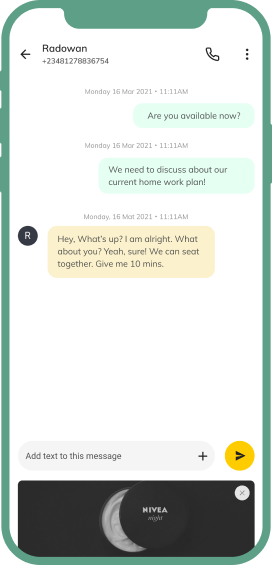 Radowan
+23481278836754
Monday 16 Mar 2021 • 11:11AM
Are you available now?
Monday 16 Mar 2021 • 11:11AM
We need to discuss about our
current home work plan!
Monday, 16 Mat 2021 • 11:11AM
R
Hey, What's up? I am alright. What
about you? Yeah, sure! We can seat
together. Give me 10 mins.
Add text to this message
NIVEA
night